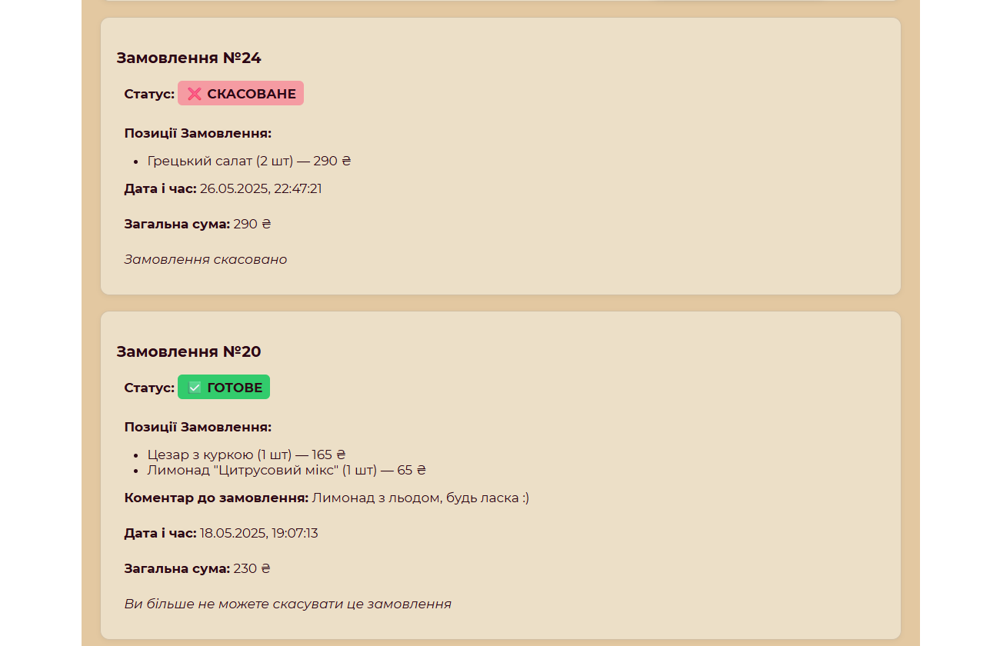 Замовлення №24
Статус: ❌ СКАСОВАНЕ
Позиції Замовлення:
• Грецький салат (2 шт) — 290 ₴
Дата і час: 26.05.2025, 22:47:21
Загальна сума: 290 ₴
Замовлення скасовано
Замовлення №20
Статус: ✅ ГОТОВЕ
Позиції Замовлення:
• Цезар з куркою (1 шт) — 165 ₴
• Лимонад "Цитрусовий мікс" (1 шт) — 65 ₴
Коментар до замовлення: Лимонад з льодом, будь ласка :)
Дата і час: 18.05.2025, 19:07:13
Загальна сума: 230 ₴
Ви більше не можете скасувати це замовлення